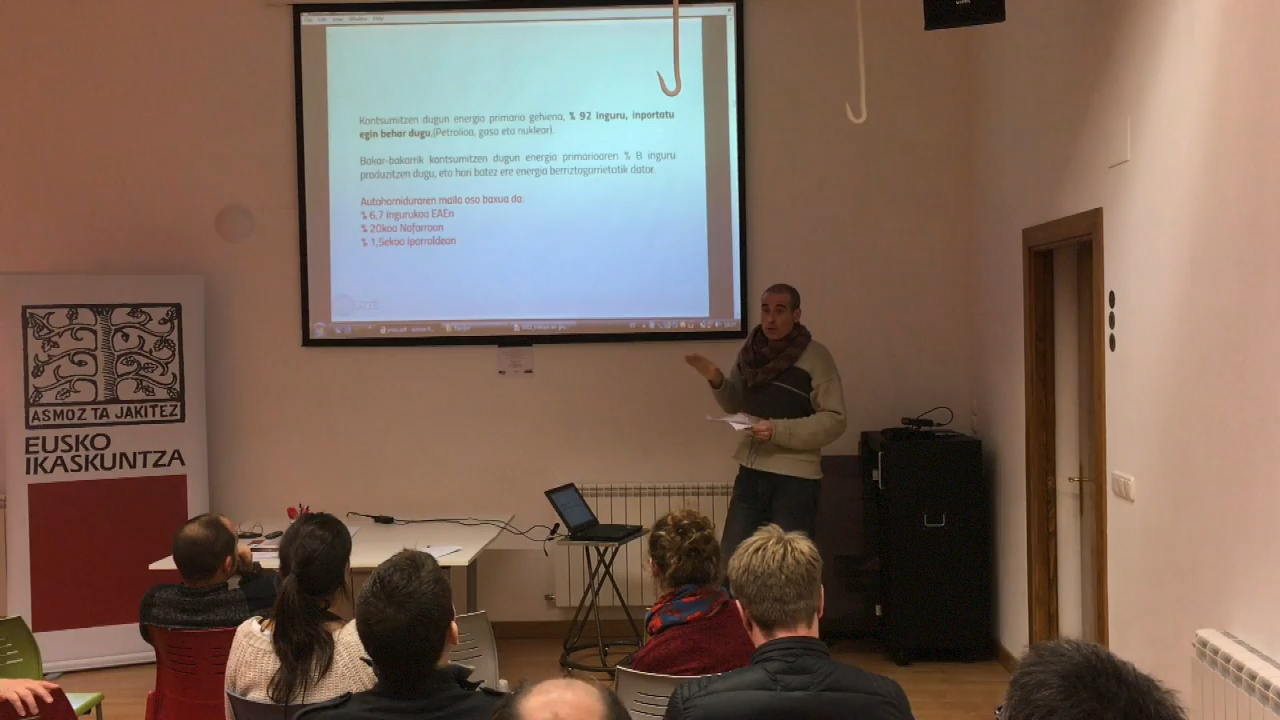 Kontsumitzen dugun energia primario gehiena, % 92 inguru, inportatu
egin behar dugu,(Petrolioa, gasa eta nuklear).
Bakar-bakarrik kontsumitzen dugun energia primarioaren % 8 inguru
produzitzen dugu, eta hori batez ere energia berriztagarrietatik dator.
Autohorniduraren maila oso baxua da:
% 6,7 ingurukoa EAEn
% 20koa Nafarroan
% 1,5ekoa Iparraldean
ASMOZ TA JAKITEZ
EUSKO
IKASKUNTZA